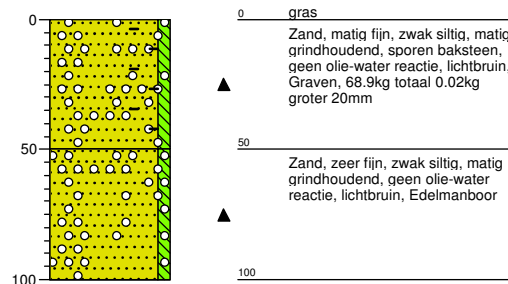 0
0
gras
Zand, matig fijn, zwak siltig, matig
grindhoudend, sporen baksteen,
geen olie-water reactie, lichtbruin,
Graven, 68.9kg totaal 0.02kg
groter 20mm
50
50
Zand, zeer fijn, zwak siltig, matig
grindhoudend, geen olie-water
reactie, lichtbruin, Edelmanboor
100
100